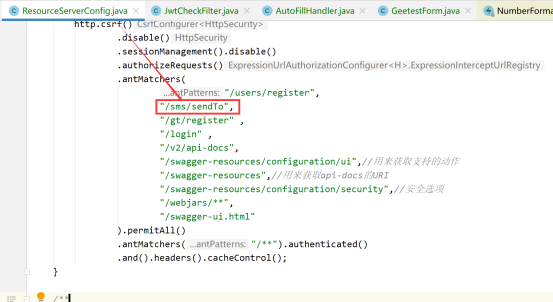 ResourceServerConfig.java × JwtCheckFilter.java × AutoFillHandler.java × GeetestForm.java × NumberForma
http.csrf() CsrfConfigurer<HttpSecurity>
.disable() HttpSecurity
.sessionManagement().disable()
.authorizeRequests() ExpressionUrlAuthorizationConfigurer<H>.ExpressionInterceptUrlRegistry
.antMatchers(
...antPatterns: "/users/register",
"/sms/sendTo",
"/gt/register" ,
"/login" ,
"/v2/api-docs",
"/swagger-resources/configuration/ui",//用来获取支持的动作
"/swagger-resources",//用来获取api-docs的URI
"/swagger-resources/configuration/security",//安全选项
"/webjars/**",
"/swagger-ui.html"
).permitAll()
.antMatchers( ...antPatterns: "/**").authenticated()
.and().headers().cacheControl();
}
/**